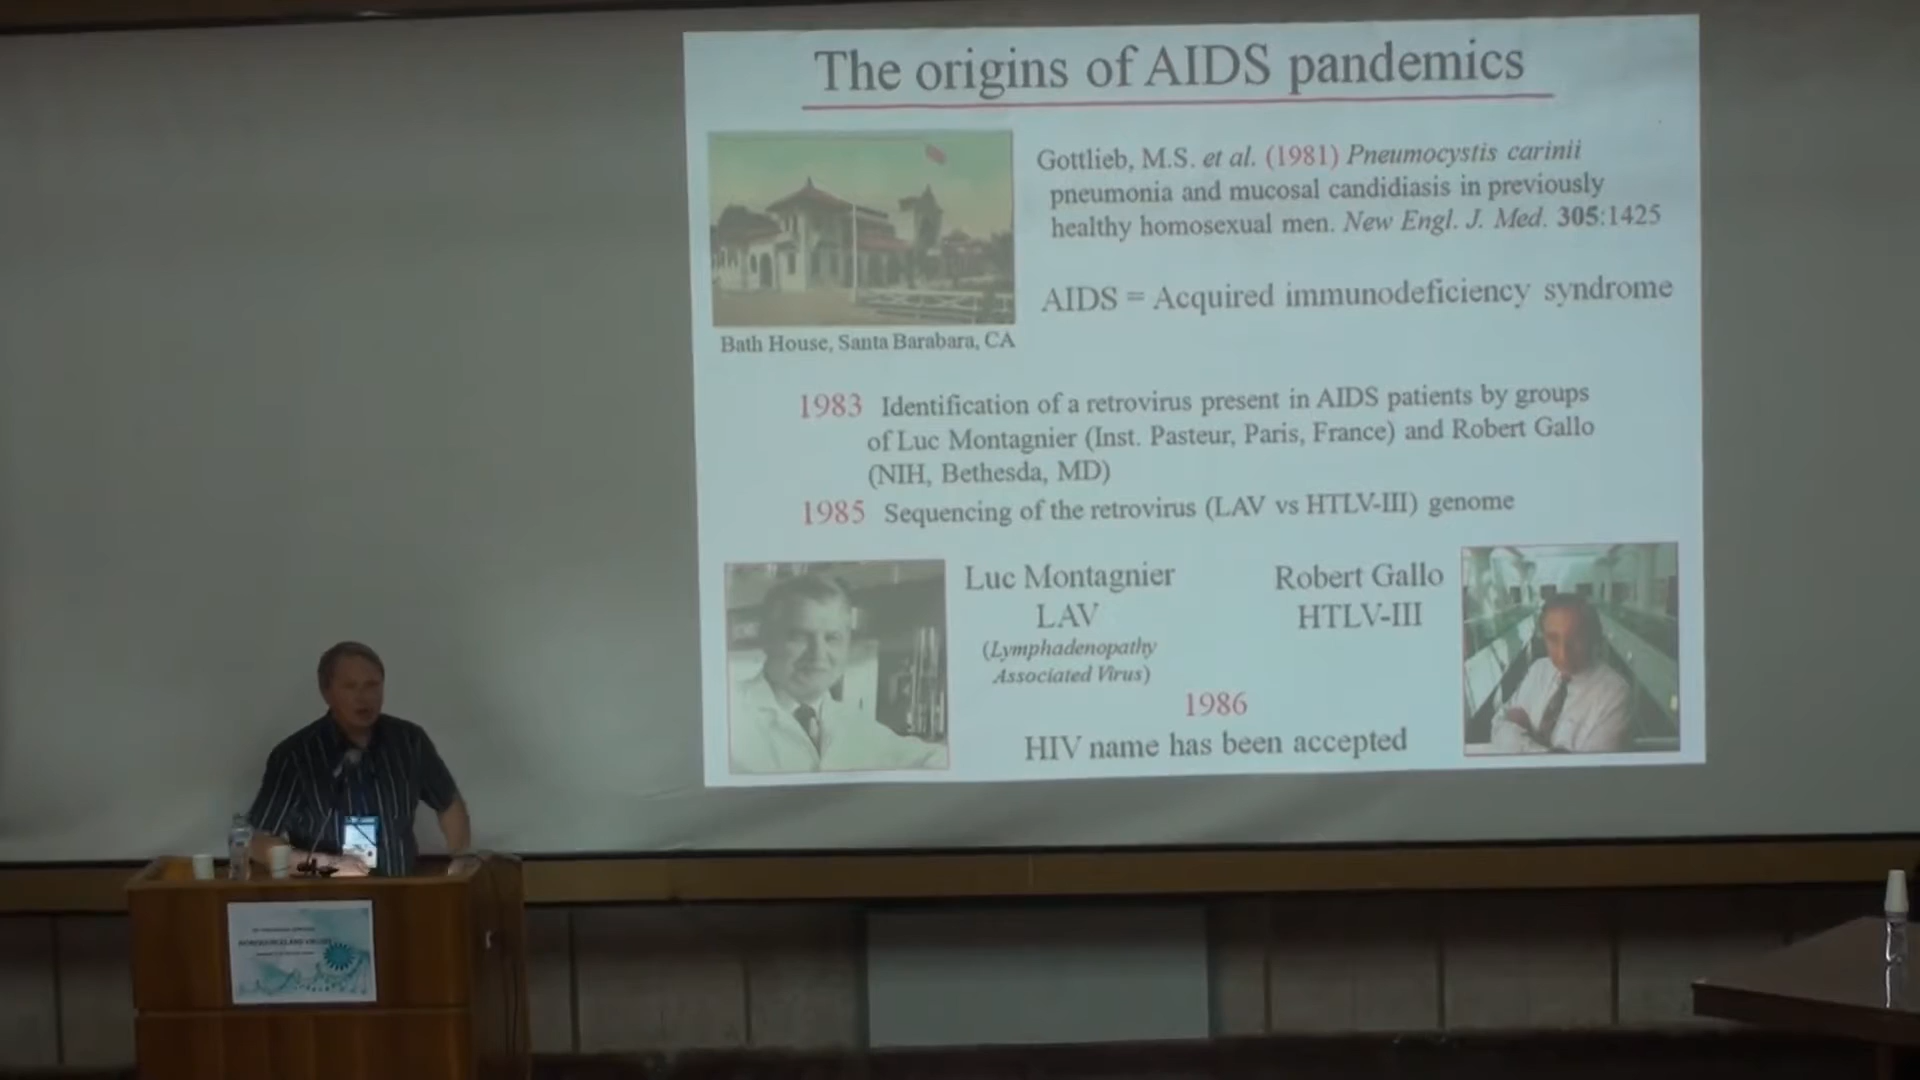 The origins of AIDS pandemics
Gottlieb, M.S. et al. (1981) Pneumocystis carinii
pneumonia and mucosal candidiasis in previously
healthy homosexual men. New Engl. J. Med. 305:1425
AIDS = Acquired immunodeficiency syndrome
Bath House, Santa Barabara, CA
1983 Identification of a retrovirus present in AIDS patients by groups
of Luc Montagnier (Inst. Pasteur, Paris, France) and Robert Gallo
(NIH, Bethesda, MD)
1985 Sequencing of the retrovirus (LAV vs HTLV-III) genome
Luc Montagnier
LAV
(Lymphadenopathy
Associated Virus)
Robert Gallo
HTLV-III
1986
HIV name has been accepted